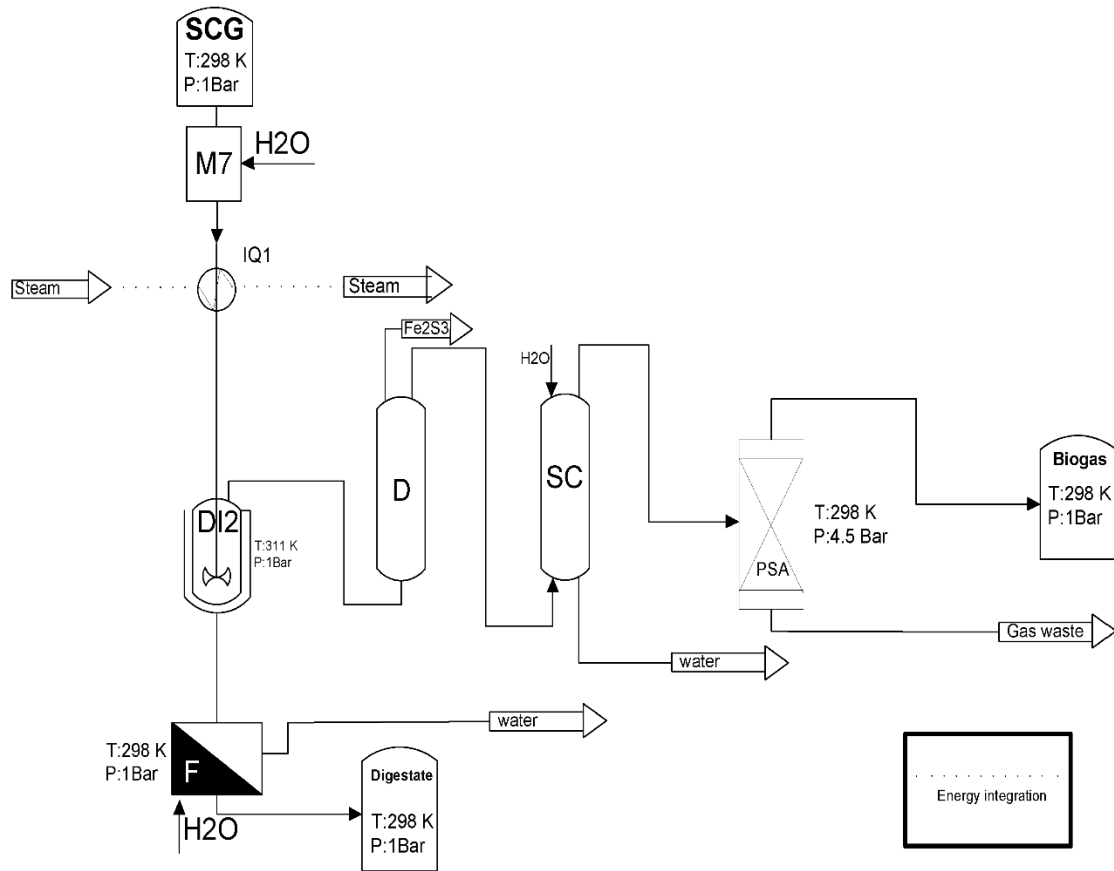 SCG
T:298 K
P:1Bar
M7
H2O
IQ1
Steam
Steam
Fe2S3
H2O
D
SC
DI2
T:311 K
P:1Bar
PSA
T:298 K
P:4.5 Bar
Biogas
T:298 K
P:1Bar
Gas waste
water
water
T:298 K
P:1Bar
F
H2O
Digestate
T:298 K
P:1Bar
Energy integration